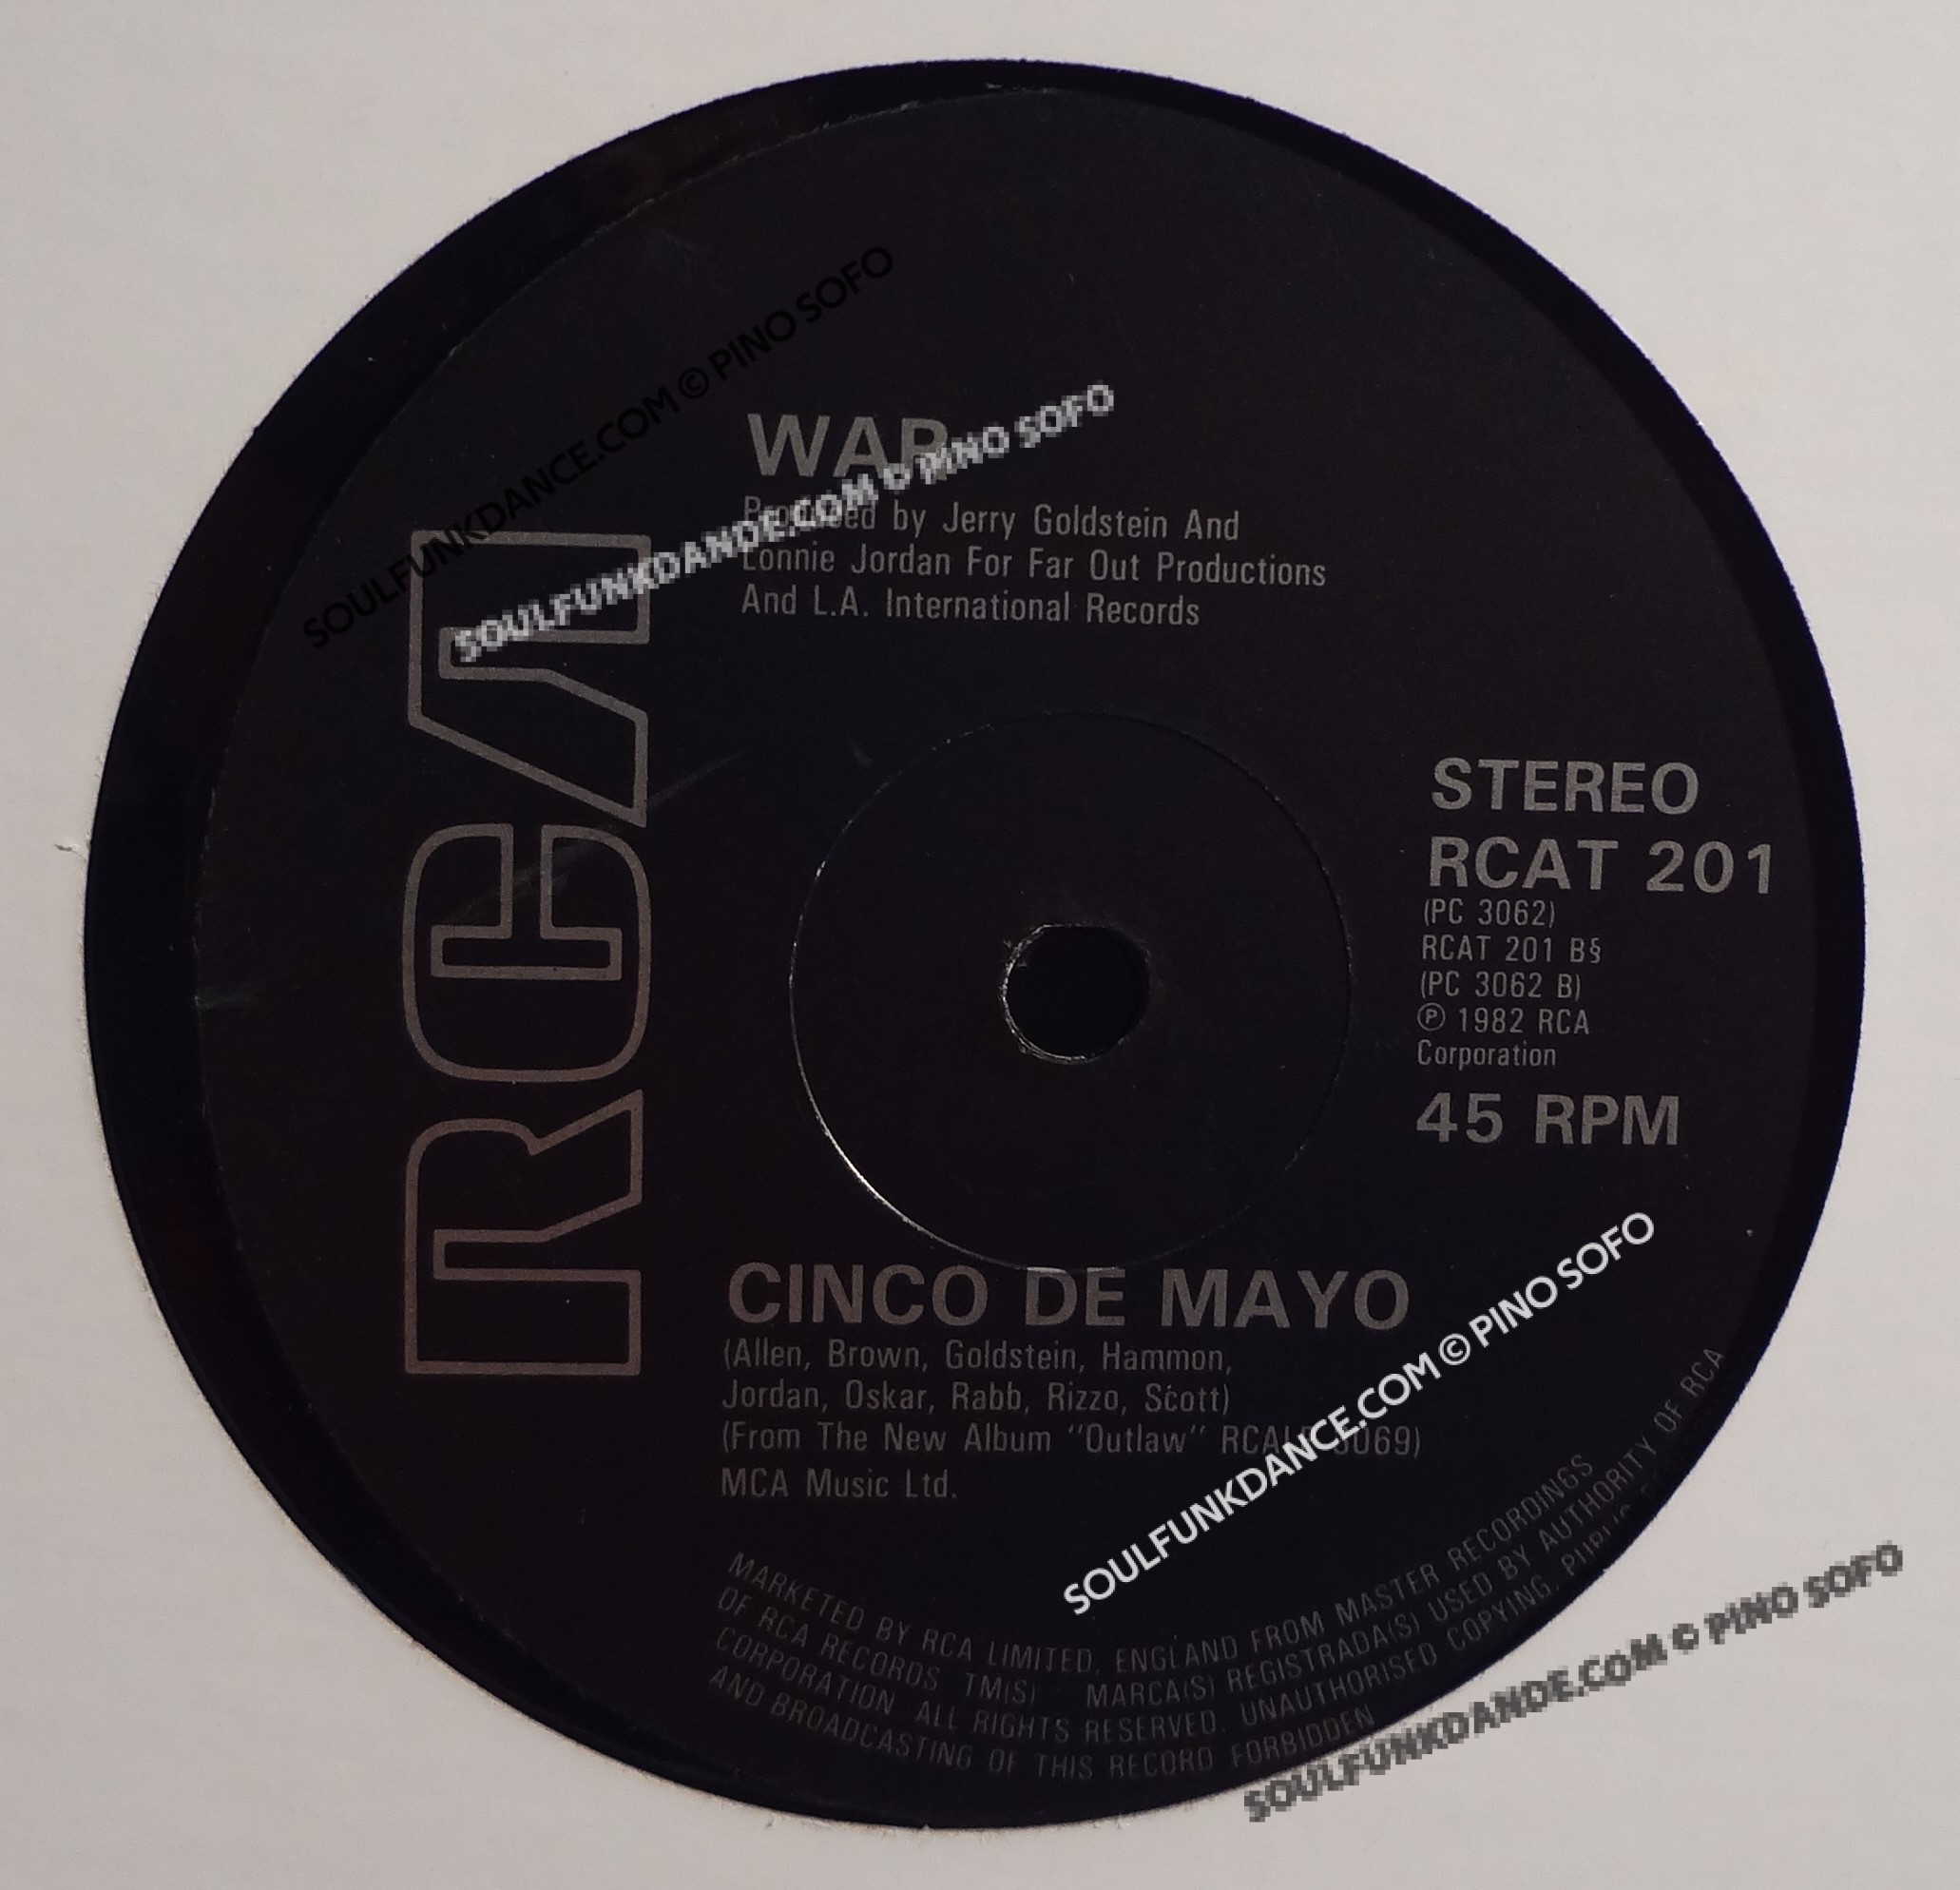 SOULFUNKDANCE.COM © PINO SOFO
SOULFUNKDANDE.COM © PINO SOFO
WAR
Produced by Jerry Goldstein And
Lonnie Jordan For Far Out Productions
And L.A. International Records
RCA
STEREO
RCAT 201
(PC 3062)
RCAT 201 B§
(PC 3062 B)
℗ 1982 RCA
Corporation
45 RPM
CINCO DE MAYO
(Allen, Brown, Goldstein, Hammon,
Jordan, Oskar, Rabb, Rizzo, Scott)
(From The New Album "Outlaw" 3069)
MCA Music Ltd.
SOULFUNKDANCE.COM © PINO SOFO
MARKETED BY RCA LIMITED, ENGLAND FROM MASTER RECORDINGS
OF RCA RECORDS. TM(S) MARCA(S) REGISTRADA(S) USED BY AUTHORITY OF RCA
CORPORATION. ALL RIGHTS RESERVED. UNAUTHORISED COPYING, PUBLIC
AND BROADCASTING OF THIS RECORD FORBIDDEN
SOULFUNKDANDE.COM © PINO SOFO